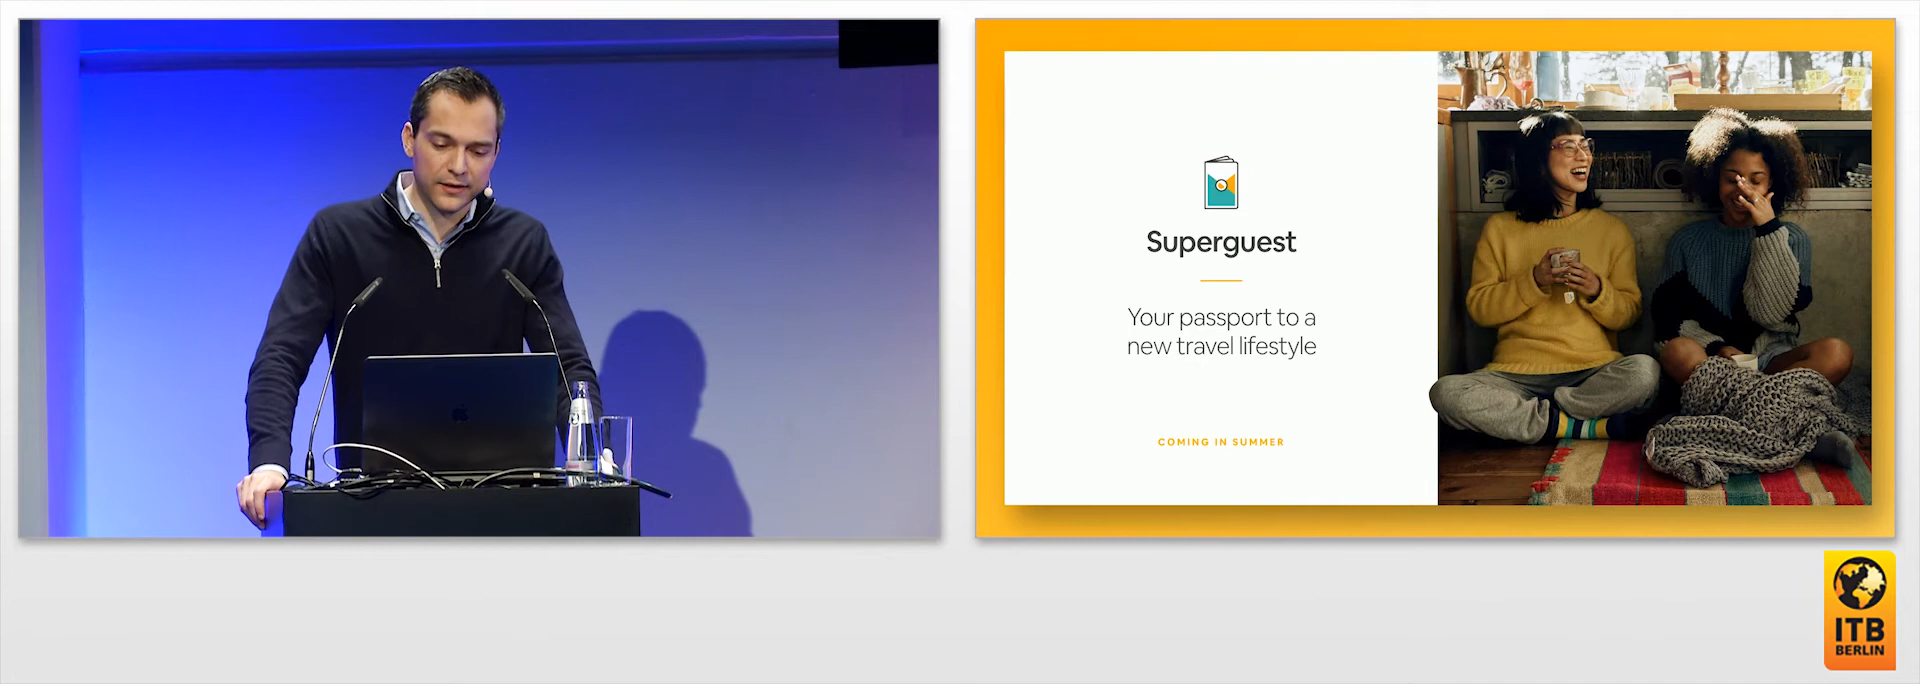 Superguest
Your passport to a
new travel lifestyle
COMING IN SUMMER
ITB
BERLIN